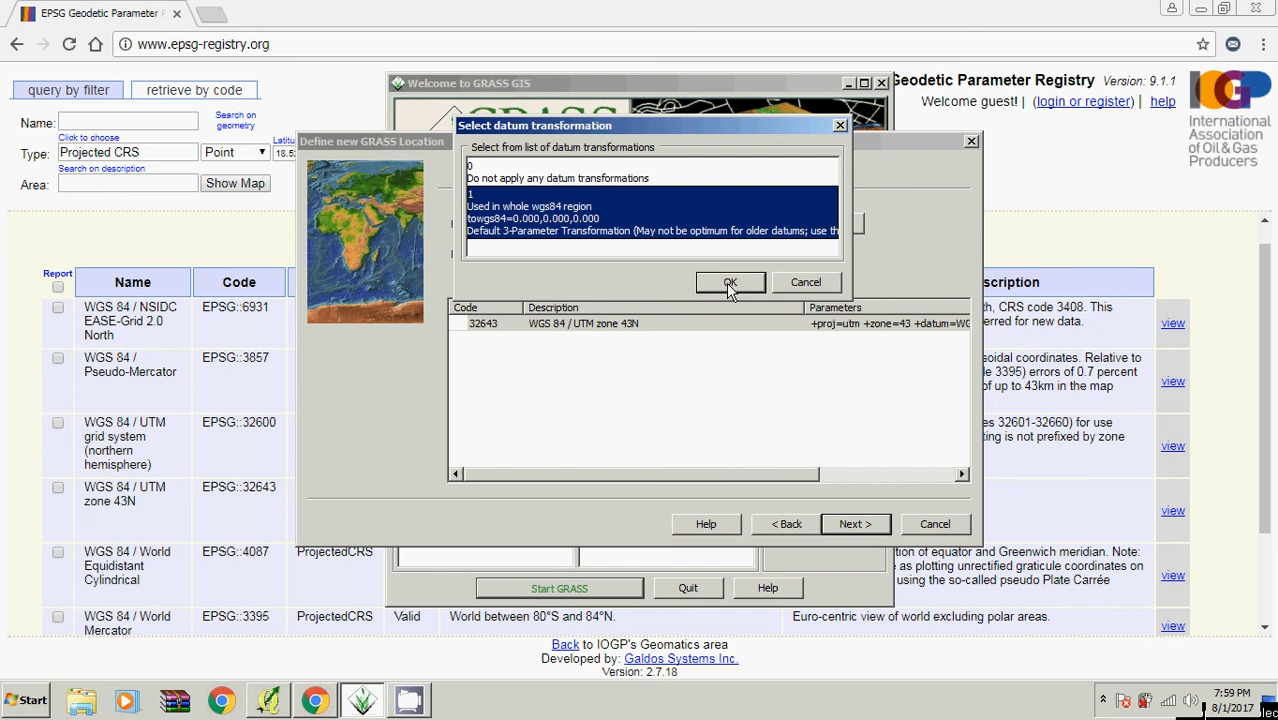 EPSG Geodetic Parameter
www.epsg-registry.org
query by filter
retrieve by code
Geodetic Parameter Registry Version: 9.1.1
Welcome guest! (login or register) help
International
Association
of Oil & Gas
Producers
Name:
Search on
geometry
Click to choose
Type: Projected CRS
Point
18.52
Search on description
Area:
Show Map
Welcome to GRASS GIS
Define new GRASS Location
Select datum transformation
Select from list of datum transformations
0
Do not apply any datum transformations
1
Used in whole wgs84 region
towgs84=0.000,0.000,0.000
Default 3-Parameter Transformation (May not be optimum for older datums; use th
OK
Cancel
Code
Description
Parameters
32643
WGS 84 / UTM zone 43N
+proj=utm +zone=43 +datum=WG
Help
< Back
Next >
Cancel
Start GRASS
Quit
Help
Report
Name
Code
scription
WGS 84 / NSIDC
EASE-Grid 2.0
North
EPSG::6931
th, CRS code 3408. This
erred for new data.
view
WGS 84 /
Pseudo-Mercator
EPSG::3857
soidal coordinates. Relative to
de 3395) errors of 0.7 percent
of up to 43km in the map
view
WGS 84 / UTM
grid system
(northern
hemisphere)
EPSG::32600
es 32601-32660) for use
ting is not prefixed by zone
view
WGS 84 / UTM
zone 43N
EPSG::32643
view
WGS 84 / World
Equidistant
Cylindrical
EPSG::4087
ProjectedCRS
tion of equator and Greenwich meridian. Note:
as plotting unrectified graticule coordinates on
using the so-called pseudo Plate Carrée
view
WGS 84 / World
Mercator
EPSG::3395
ProjectedCRS
Valid
World between 80°S and 84°N.
Euro-centric view of world excluding polar areas.
view
Back to IOGP's Geomatics area
Developed by: Galdos Systems Inc.
Version: 2.7.18
Start
7:59 PM
8/1/2017